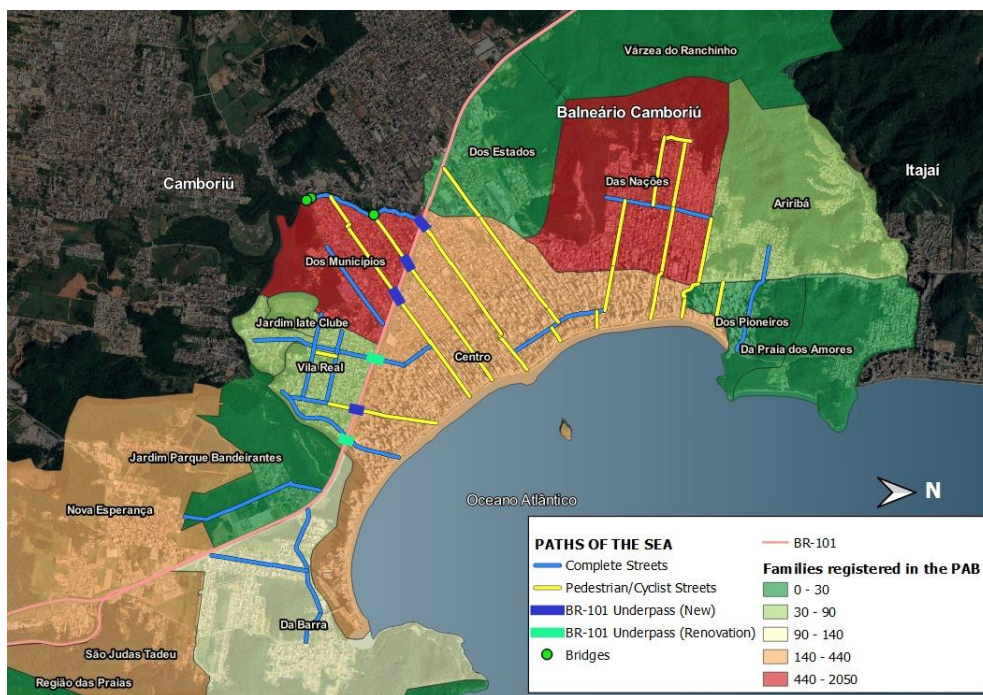 Várzea do Ranchinho
Balneário Camboriú
Dos Estados
Itajaí
Camboriú
Das Nações
Ariribá
Dos Municípios
Jardim Iate Clube
Dos Pioneiros
Da Praia dos Amores
Centro
Vila Real
Jardim Parque Bandeirantes
Nova Esperança
Oceano Atlântico
N
Da Barra
São Judas Tadeu
Região das Praias
PATHS OF THE SEA
Complete Streets
Pedestrian/Cyclist Streets
BR-101 Underpass (New)
BR-101 Underpass (Renovation)
Bridges
BR-101
Families registered in the PAB
0 - 30
30 - 90
90 - 140
140 - 440
440 - 2050